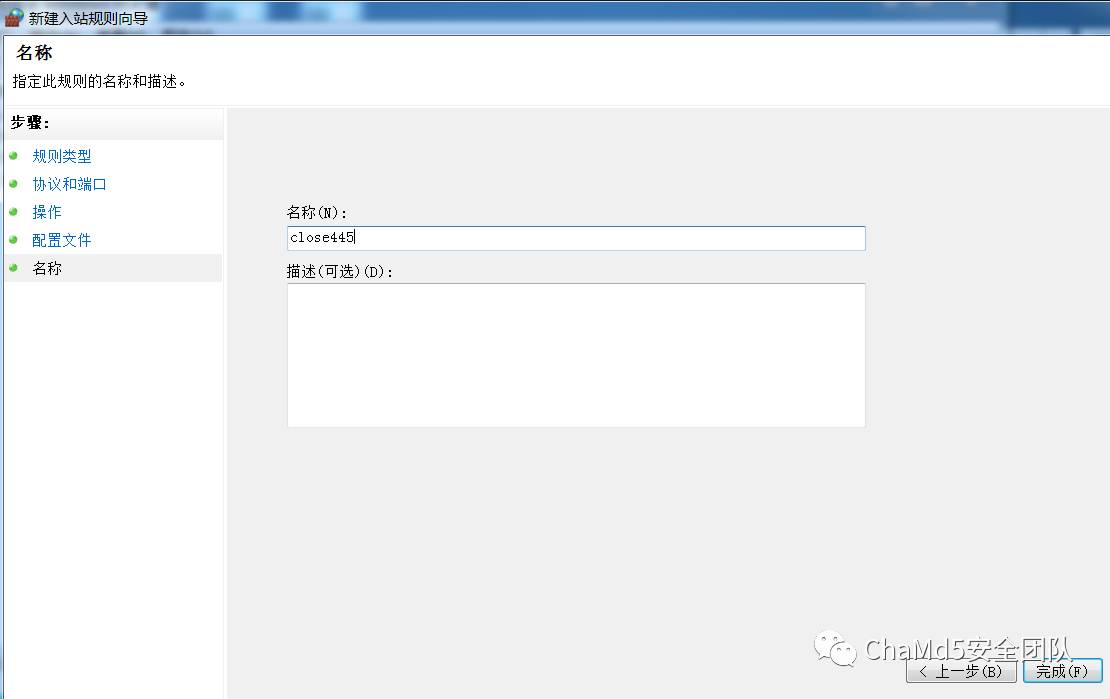 新建入站规则向导
名称
指定此规则的名称和描述。
步骤:
规则类型
协议和端口
操作
配置文件
名称
名称(N):
close445
描述(可选)(D):
ChaMd5安全团队
< 上一步(B)
完成(F)